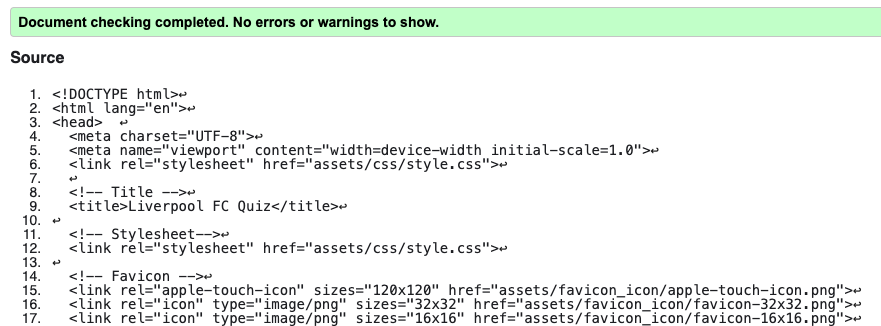 Document checking completed. No errors or warnings to show.
Source
1. <!DOCTYPE html>↩
2. <html lang="en">↩
3. <head>  ↩
4.   <meta charset="UTF-8">↩
5.   <meta name="viewport" content="width=device-width initial-scale=1.0">↩
6.   <link rel="stylesheet" href="assets/css/style.css">↩
7.   ↩
8.   <!-- Title -->↩
9.   <title>Liverpool FC Quiz</title>↩
10. ↩
11.   <!-- Stylesheet-->↩
12.   <link rel="stylesheet" href="assets/css/style.css">↩
13. ↩
14.   <!-- Favicon -->↩
15.   <link rel="apple-touch-icon" sizes="120x120" href="assets/favicon_icon/apple-touch-icon.png">↩
16.   <link rel="icon" type="image/png" sizes="32x32" href="assets/favicon_icon/favicon-32x32.png">↩
17.   <link rel="icon" type="image/png" sizes="16x16" href="assets/favicon_icon/favicon-16x16.png">↩